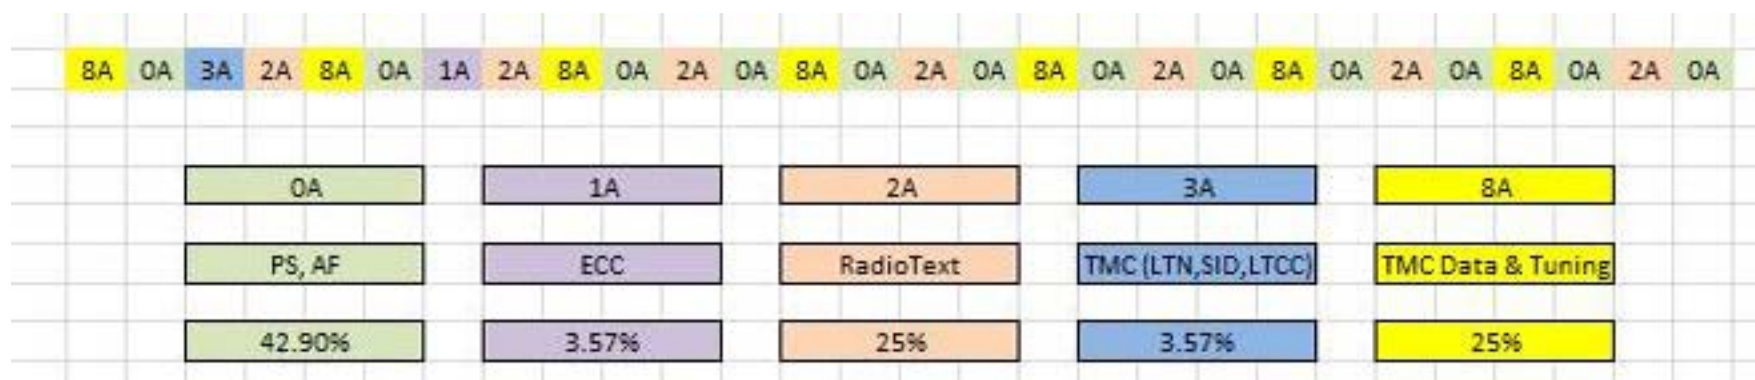 8A 0A 3A 2A 8A 0A 1A 2A 8A 0A 2A 0A 8A 0A 2A 0A 8A 0A 2A 0A 8A 0A 2A 0A 8A 0A 2A 0A
0A 1A 2A 3A 8A
PS, AF ECC RadioText TMC (LTN,SID,LTCC) TMC Data & Tuning
42.90% 3.57% 25% 3.57% 25%